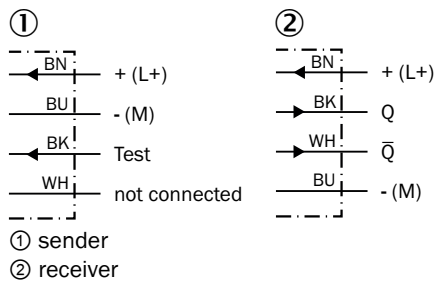 ①
BN + (L+)
BU - (M)
BK Test
WH not connected
②
BN + (L+)
BK Q
WH Q̅
BU - (M)
① sender
② receiver